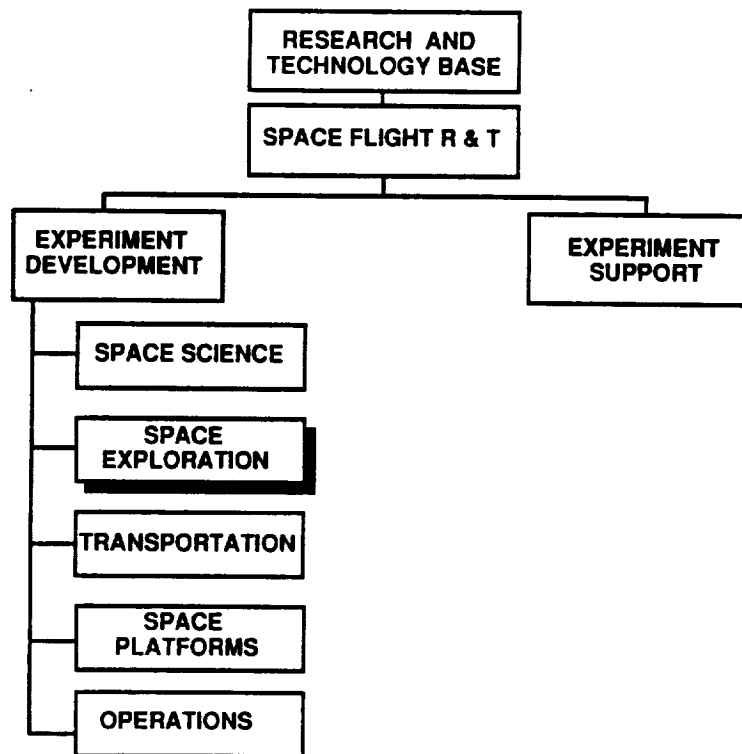 RESEARCH AND
TECHNOLOGY BASE
SPACE FLIGHT R & T
EXPERIMENT
DEVELOPMENT
EXPERIMENT
SUPPORT
SPACE SCIENCE
SPACE
EXPLORATION
TRANSPORTATION
SPACE
PLATFORMS
OPERATIONS